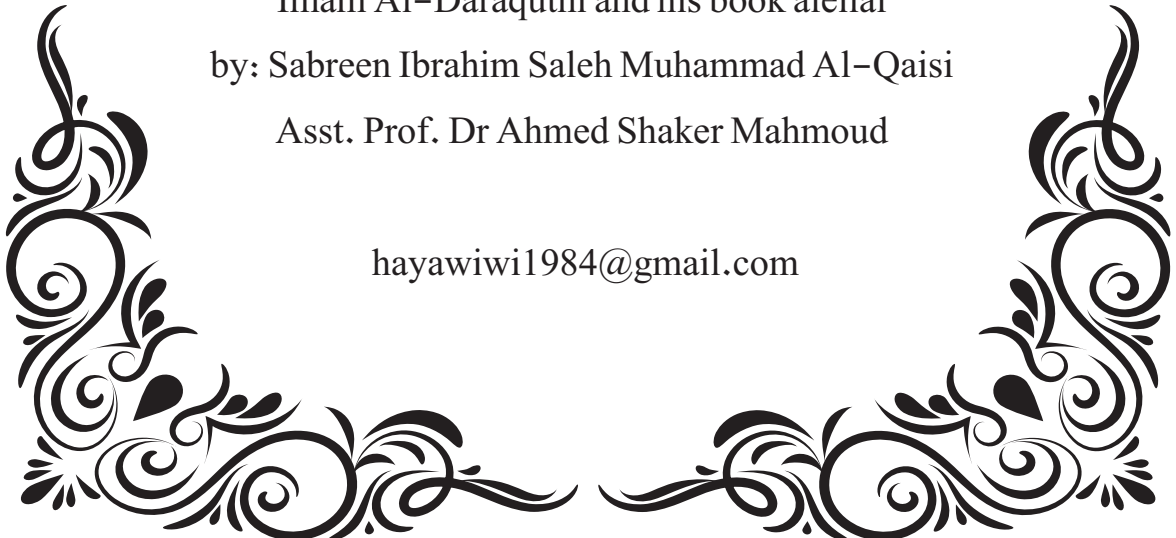 Imam Al-Daraqutni and his book
by: Sabreen Ibrahim Saleh Muhammad Al-Qaisi
Asst. Prof. Dr Ahmed Shaker Mahmoud
hayawiwi1984@gmail.com